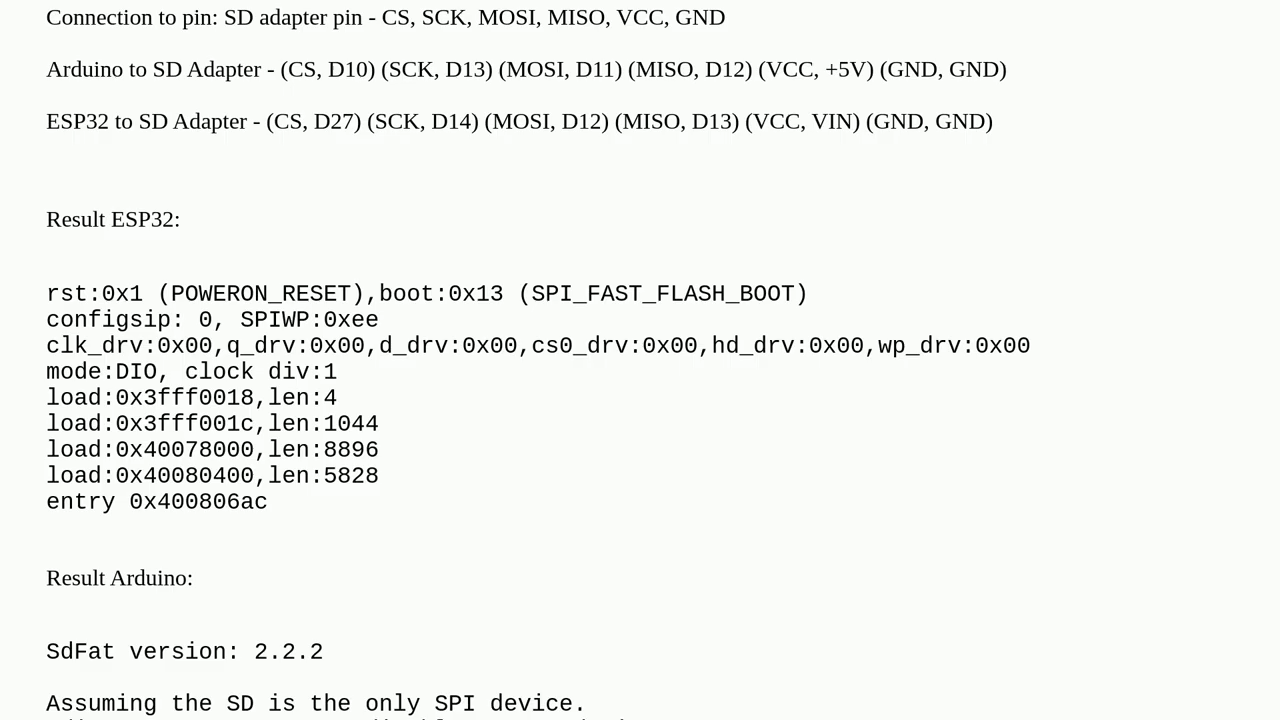 Connection to pin: SD adapter pin - CS, SCK, MOSI, MISO, VCC, GND
Arduino to SD Adapter - (CS, D10) (SCK, D13) (MOSI, D11) (MISO, D12) (VCC, +5V) (GND, GND)
ESP32 to SD Adapter - (CS, D27) (SCK, D14) (MOSI, D12) (MISO, D13) (VCC, VIN) (GND, GND)
Result ESP32:
rst:0x1 (POWERON_RESET),boot:0x13 (SPI_FAST_FLASH_BOOT)
configsip: 0, SPIWP:0xee
clk_drv:0x00,q_drv:0x00,d_drv:0x00,cs0_drv:0x00,hd_drv:0x00,wp_drv:0x00
mode:DIO, clock div:1
load:0x3fff0018,len:4
load:0x3fff001c,len:1044
load:0x40078000,len:8896
load:0x40080400,len:5828
entry 0x400806ac
Result Arduino:
SdFat version: 2.2.2
Assuming the SD is the only SPI device.